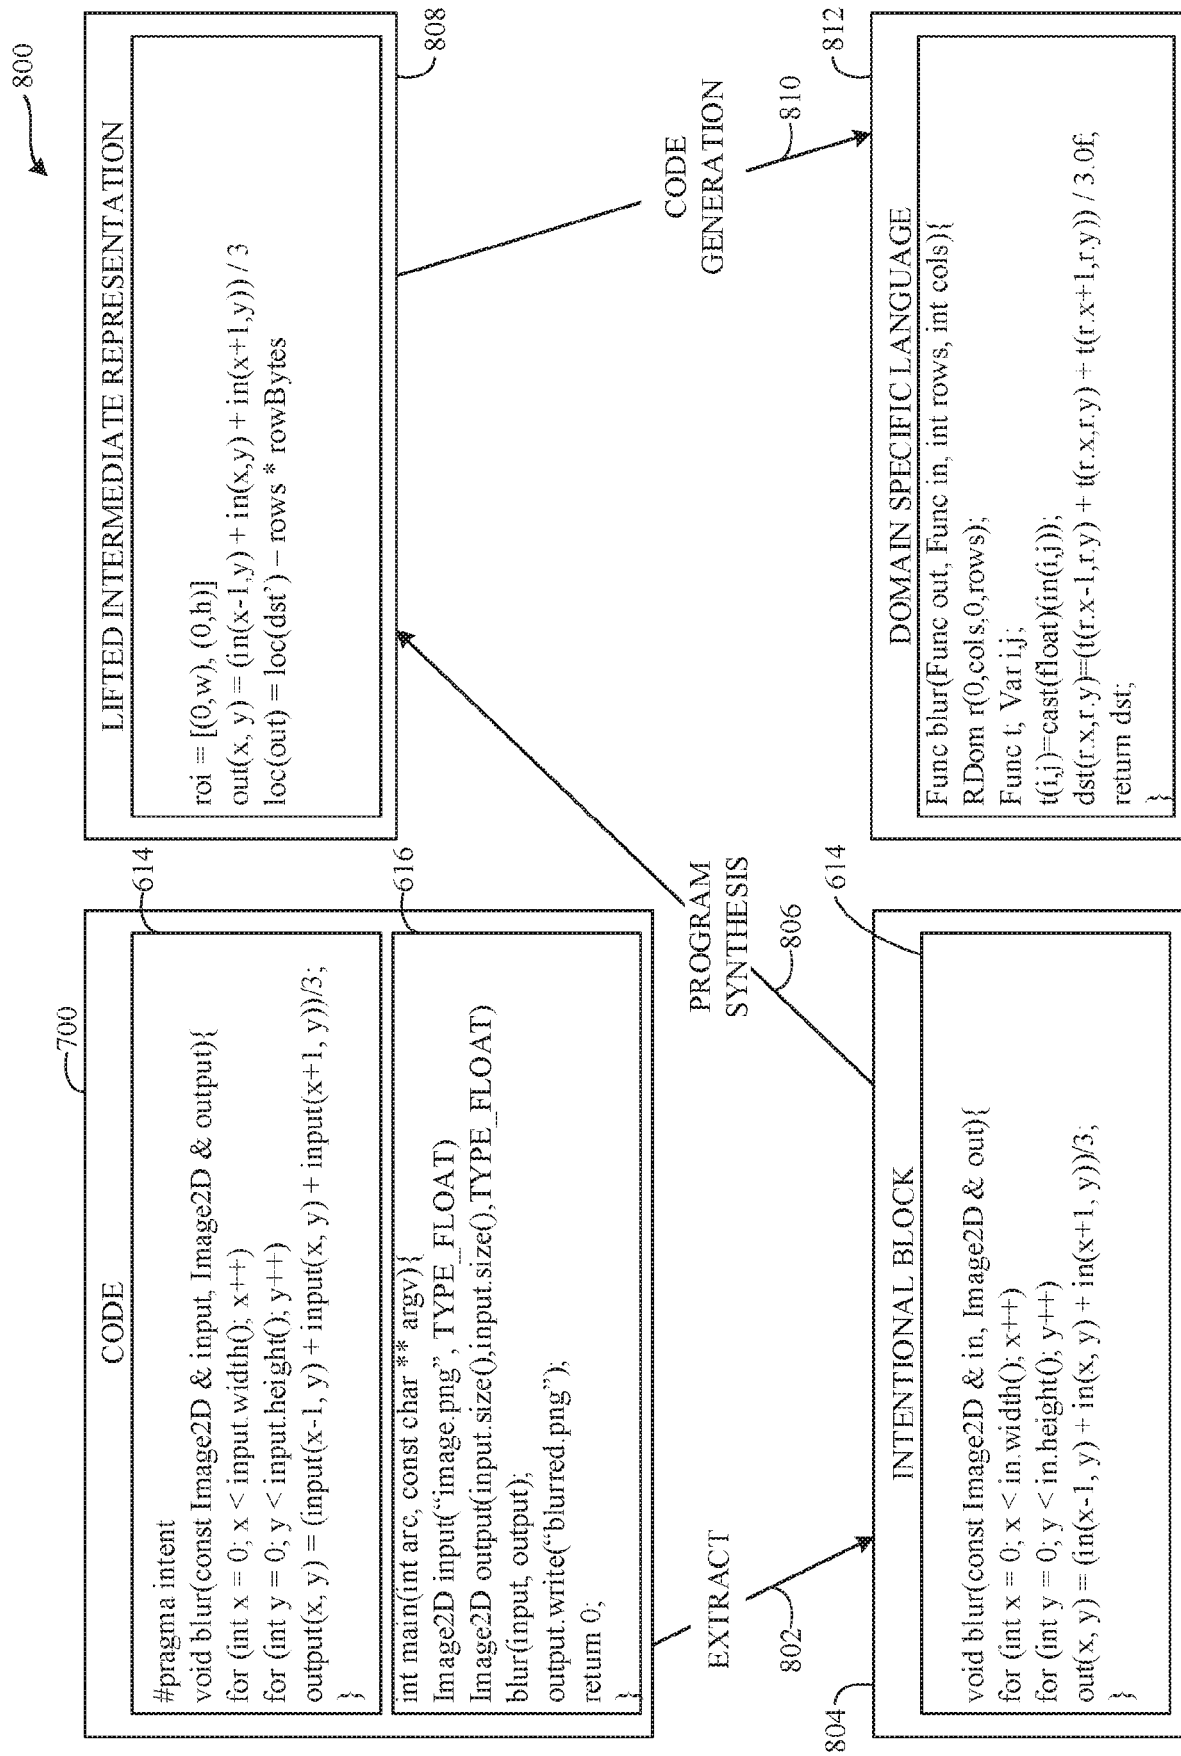 800
700
CODE
614
#pragma intent
void blur(const Image2D & input, Image2D & output){
for (int x = 0; x < input.width(); x++)
for (int y = 0; y < input.height(); y++)
output(x, y) = (input(x-1, y) + input(x, y) + input(x+1, y))/3;
}
616
int main(int arc, const char ** argv){
Image2D input(“image.png”, TYPE_FLOAT)
Image2D output(input.size(),input.size(),TYPE_FLOAT)
blur(input, output);
output.write(“blurred.png”);
return 0;
}
EXTRACT
802
804
INTENTIONAL BLOCK
614
void blur(const Image2D & in, Image2D & out){
for (int x = 0; x < in.width(); x++)
for (int y = 0; y < in.height(); y++)
out(x, y) = (in(x-1, y) + in(x, y) + in(x+1, y))/3;
}
PROGRAM
SYNTHESIS
806
LIFTED INTERMEDIATE REPRESENTATION
808
roi = [(0,w), (0,h)]
out(x, y) = (in(x-1,y) + in(x,y) + in(x+1,y)) / 3
loc(out) = loc(dst`) – rows * rowBytes
CODE
GENERATION
810
812
DOMAIN SPECIFIC LANGUAGE
Func blur(Func out, Func in, int rows, int cols){
RDom r(0,cols,0,rows);
Func t; Var i,j;
t(i,j)=cast(float)(in(i,j));
dst(r.x,r.y)=(t(r.x-1,r.y) + t(r.x,r.y) + t(r.x+1,r.y)) / 3.0f;
return dst;
}